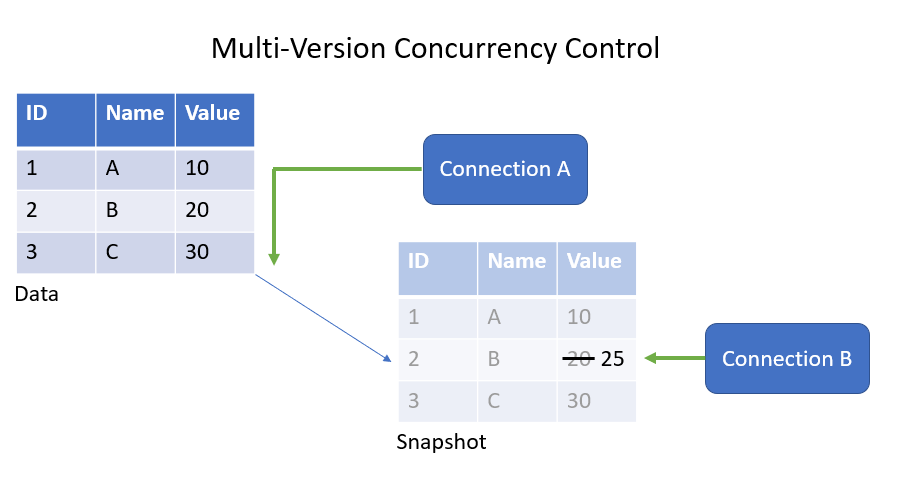 Multi-Version Concurrency Control
ID Name Value
1 A 10
2 B 20
3 C 30
Data
Connection A
ID Name Value
1 A 10
2 B 20 25
3 C 30
Snapshot
Connection B